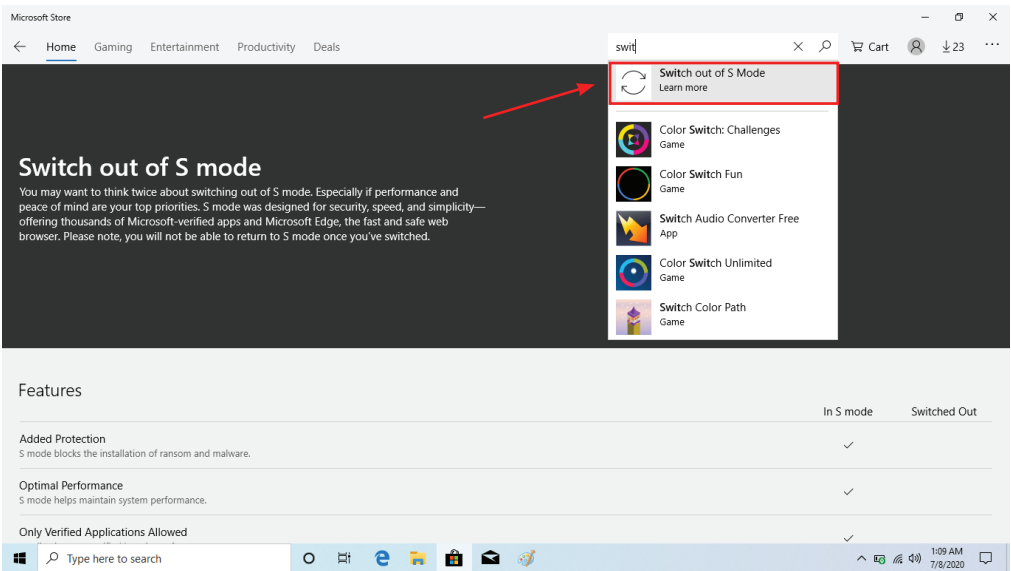 Microsoft Store
Home Gaming Entertainment Productivity Deals
swit
Cart
23
Switch out of S Mode
Learn more
Color Switch: Challenges
Game
Color Switch Fun
Game
Switch Audio Converter Free
App
Color Switch Unlimited
Game
Switch Color Path
Game
Switch out of S mode
You may want to think twice about switching out of S mode. Especially if performance and
peace of mind are your top priorities. S mode was designed for security, speed, and simplicity—
offering thousands of Microsoft-verified apps and Microsoft Edge, the fast and safe web
browser. Please note, you will not be able to return to S mode once you've switched.
Features
In S mode Switched Out
Added Protection
S mode blocks the installation of ransom and malware.
Optimal Performance
S mode helps maintain system performance.
Only Verified Applications Allowed
Type here to search
1:09 AM
7/8/2020